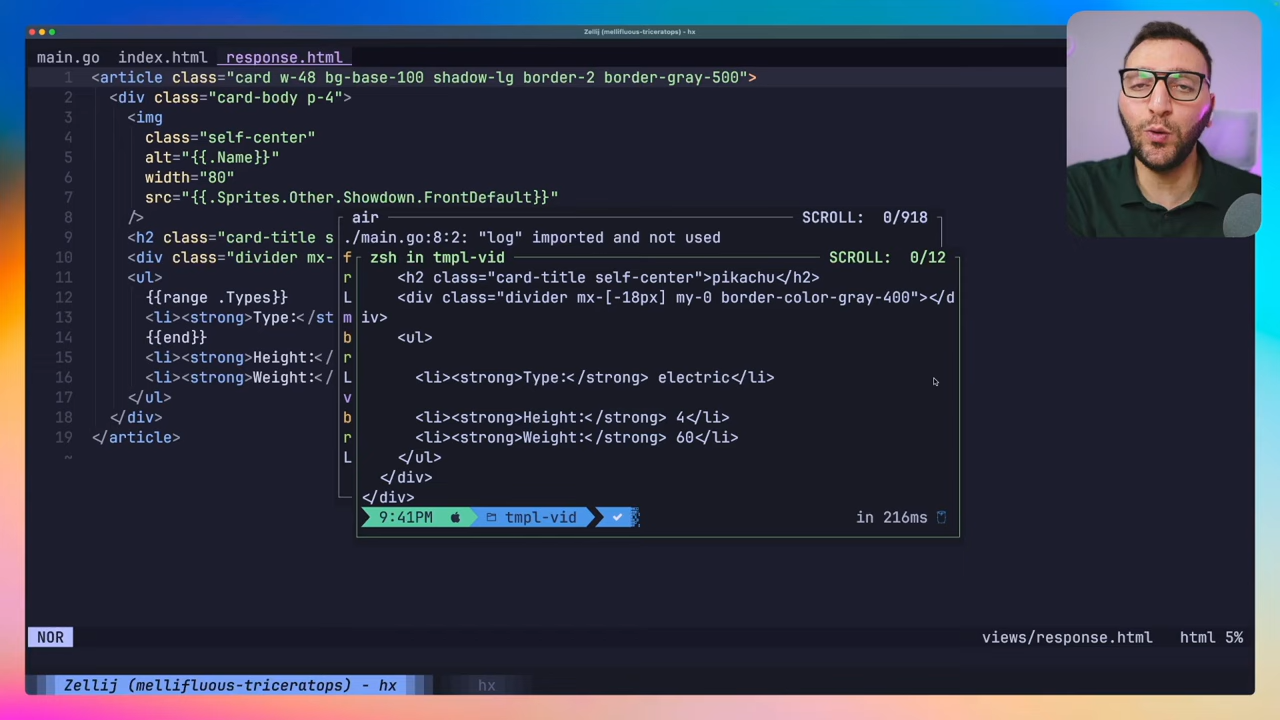 Zellij (mellifluous-triceratops) - hx
main.go index.html response.html
1 <article class="card w-48 bg-base-100 shadow-lg border-2 border-gray-500">
2 <div class="card-body p-4">
3 <img
4 class="self-center"
5 alt="{{.Name}}"
6 width="80"
7 src="{{.Sprites.Other.Showdown.FrontDefault}}"
8 />
9 <h2 class="card-title s
10 <div class="divider mx-
11 <ul>
12 {{range .Types}}
13 <li><strong>Type:</st
14 {{end}}
15 <li><strong>Height:</
16 <li><strong>Weight:</
17 </ul>
18 </div>
19 </article>
~
air SCROLL: 0/918
./main.go:8:2: "log" imported and not used
f
r
L
m
b
r
L
v
b
r
L
zsh in tmpl-vid SCROLL: 0/12
<h2 class="card-title self-center">pikachu</h2>
<div class="divider mx-[-18px] my-0 border-color-gray-400"></d
iv>
<ul>
<li><strong>Type:</strong> electric</li>
<li><strong>Height:</strong> 4</li>
<li><strong>Weight:</strong> 60</li>
</ul>
</div>
</div>
9:41PM tmpl-vid in 216ms
NOR views/response.html html 5%
Zellij (mellifluous-triceratops) - hx hx